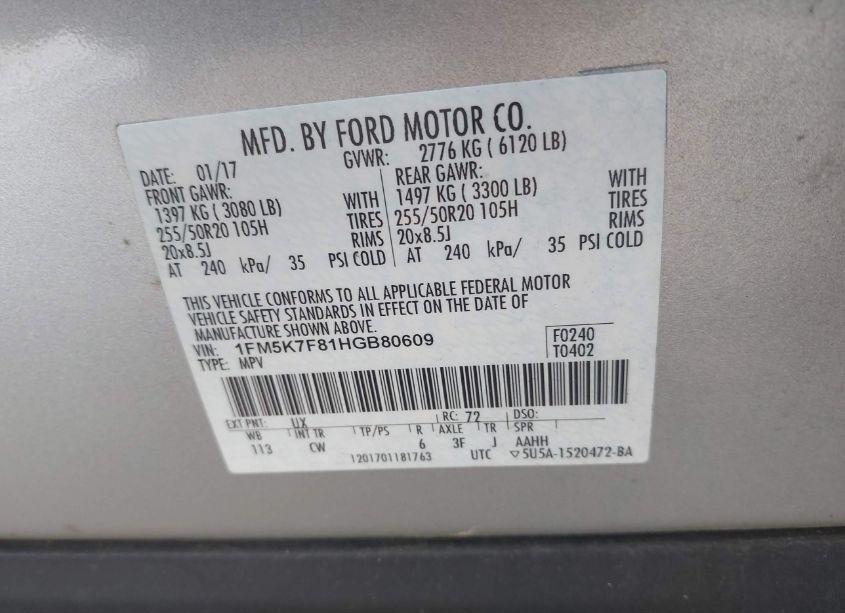 MFD. BY FORD MOTOR CO.
DATE: 01/17 GVWR: 2776 KG ( 6120 LB)
FRONT GAWR: REAR GAWR:
1397 KG ( 3080 LB) WITH 1497 KG ( 3300 LB) WITH
255/50R20 105H TIRES 255/50R20 105H TIRES
20x8.5J RIMS 20x8.5J RIMS
AT 240 kPa/ 35 PSI COLD AT 240 kPa/ 35 PSI COLD
THIS VEHICLE CONFORMS TO ALL APPLICABLE FEDERAL MOTOR
VEHICLE SAFETY STANDARDS IN EFFECT ON THE DATE OF
MANUFACTURE SHOWN ABOVE.
VIN: 1FM5K7F81HGB80609 F0240
TYPE: MPV T0402
EXT PNT: UX RC: 72 DSO:
WB INT TR TP/PS R AXLE TR SPR
113 CW 6 3F J AAHH
1201701181763 UTC ▽5U5A-1520472-BA